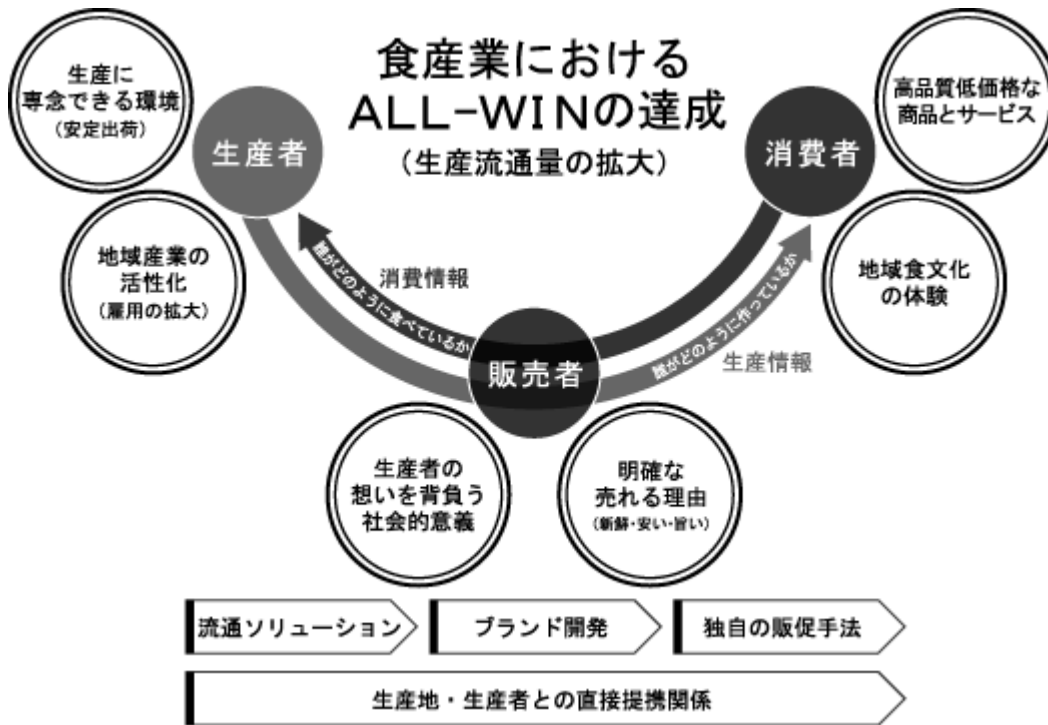 食産業における
ALL-WINの達成
(生産流通量の拡大)
生産に
専念できる環境
(安定出荷)
生産者
地域産業の
活性化
(雇用の拡大)
高品質低価格な
商品とサービス
消費者
地域食文化
の体験
消費情報
誰がどのように食べているか
誰がどのように作っているか
生産情報
販売者
生産者の
想いを背負う
社会的意義
明確な
売れる理由
(新鮮・安い・旨い)
流通ソリューション
ブランド開発
独自の販促手法
生産地・生産者との直接提携関係